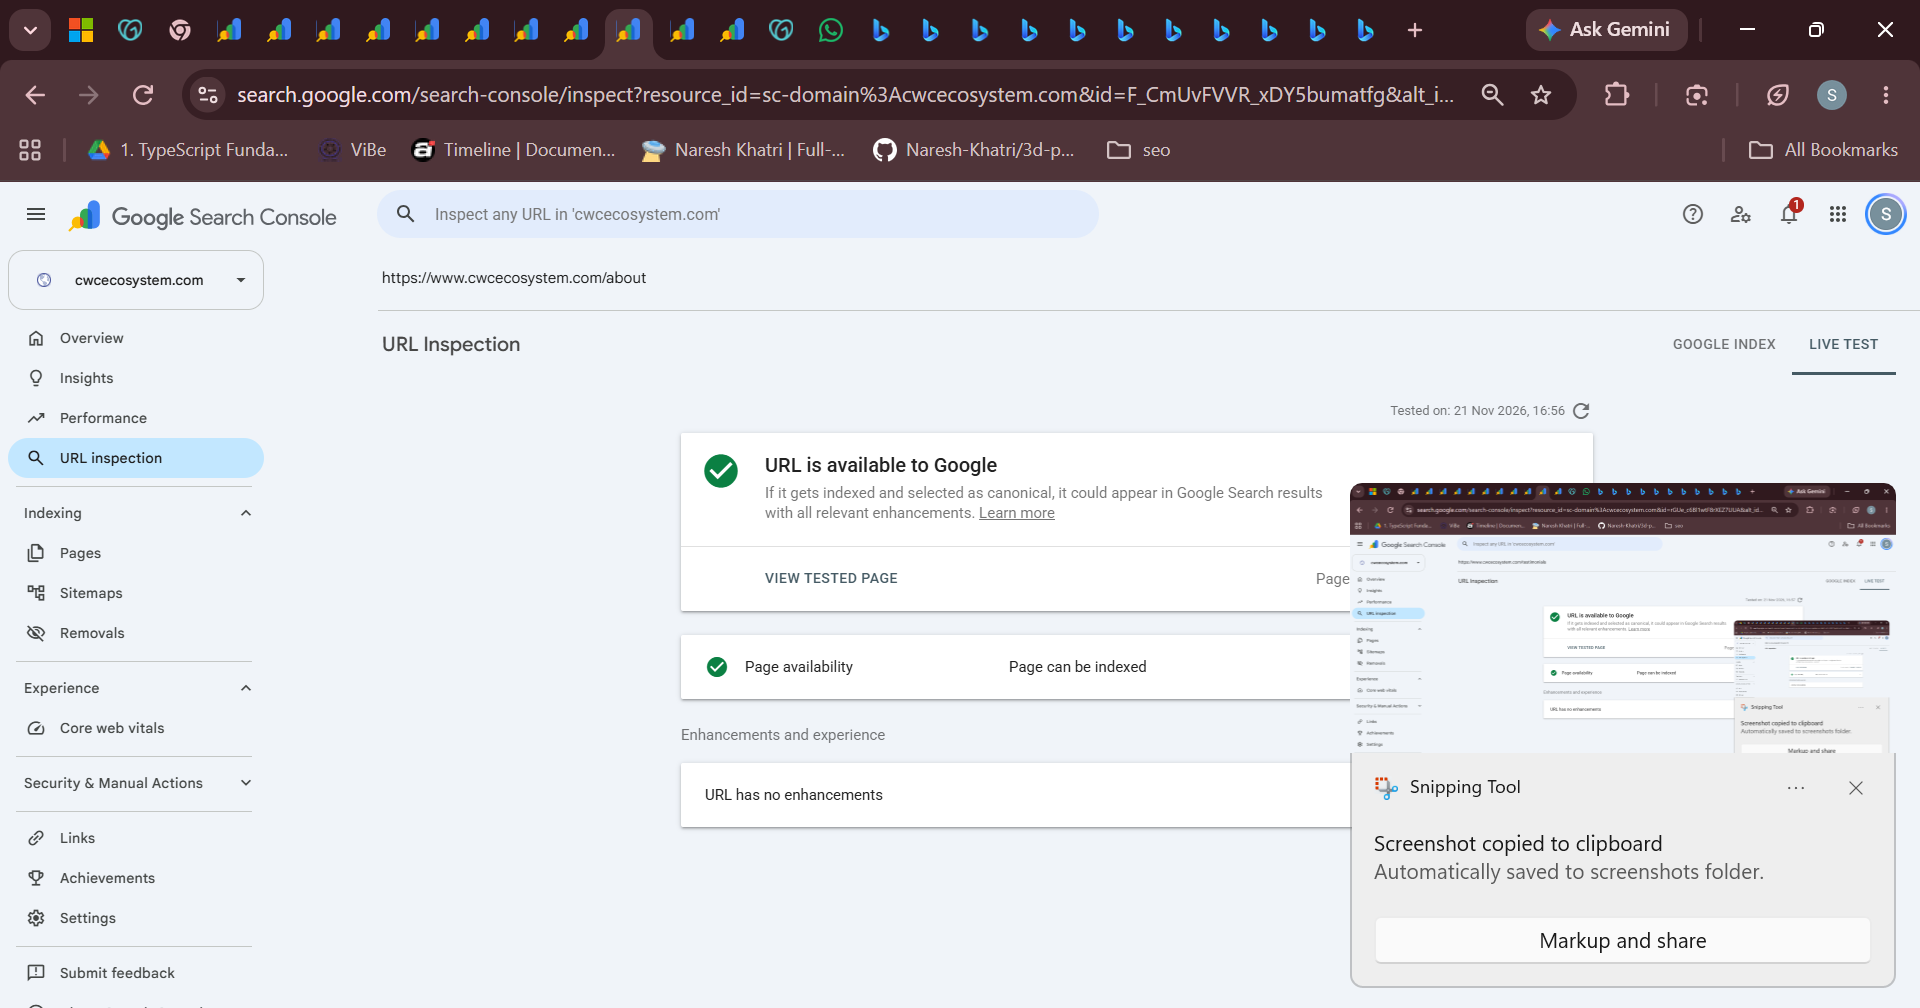 Ask Gemini
search.google.com/search-console/inspect?resource_id=sc-domain%3Acwcecosystem.com&id=F_CmUvFVVR_xDY5bumatfg&alt_i...
S
1. TypeScript Funda...
ViBe
Timeline | Documen...
Naresh Khatri | Full-...
Naresh-Khatri/3d-p...
seo
All Bookmarks
Google Search Console
Inspect any URL in 'cwcecosystem.com'
1
S
cwcecosystem.com
https://www.cwcecosystem.com/about
Overview
Insights
Performance
URL inspection
Indexing
Pages
Sitemaps
Removals
Experience
Core web vitals
Security & Manual Actions
Links
Achievements
Settings
Submit feedback
URL Inspection
GOOGLE INDEX
LIVE TEST
Tested on: 21 Nov 2026, 16:56
URL is available to Google
If it gets indexed and selected as canonical, it could appear in Google Search results
with all relevant enhancements. Learn more
VIEW TESTED PAGE
Page
Page availability
Page can be indexed
Enhancements and experience
URL has no enhancements
Snipping Tool
Screenshot copied to clipboard
Automatically saved to screenshots folder.
Markup and share